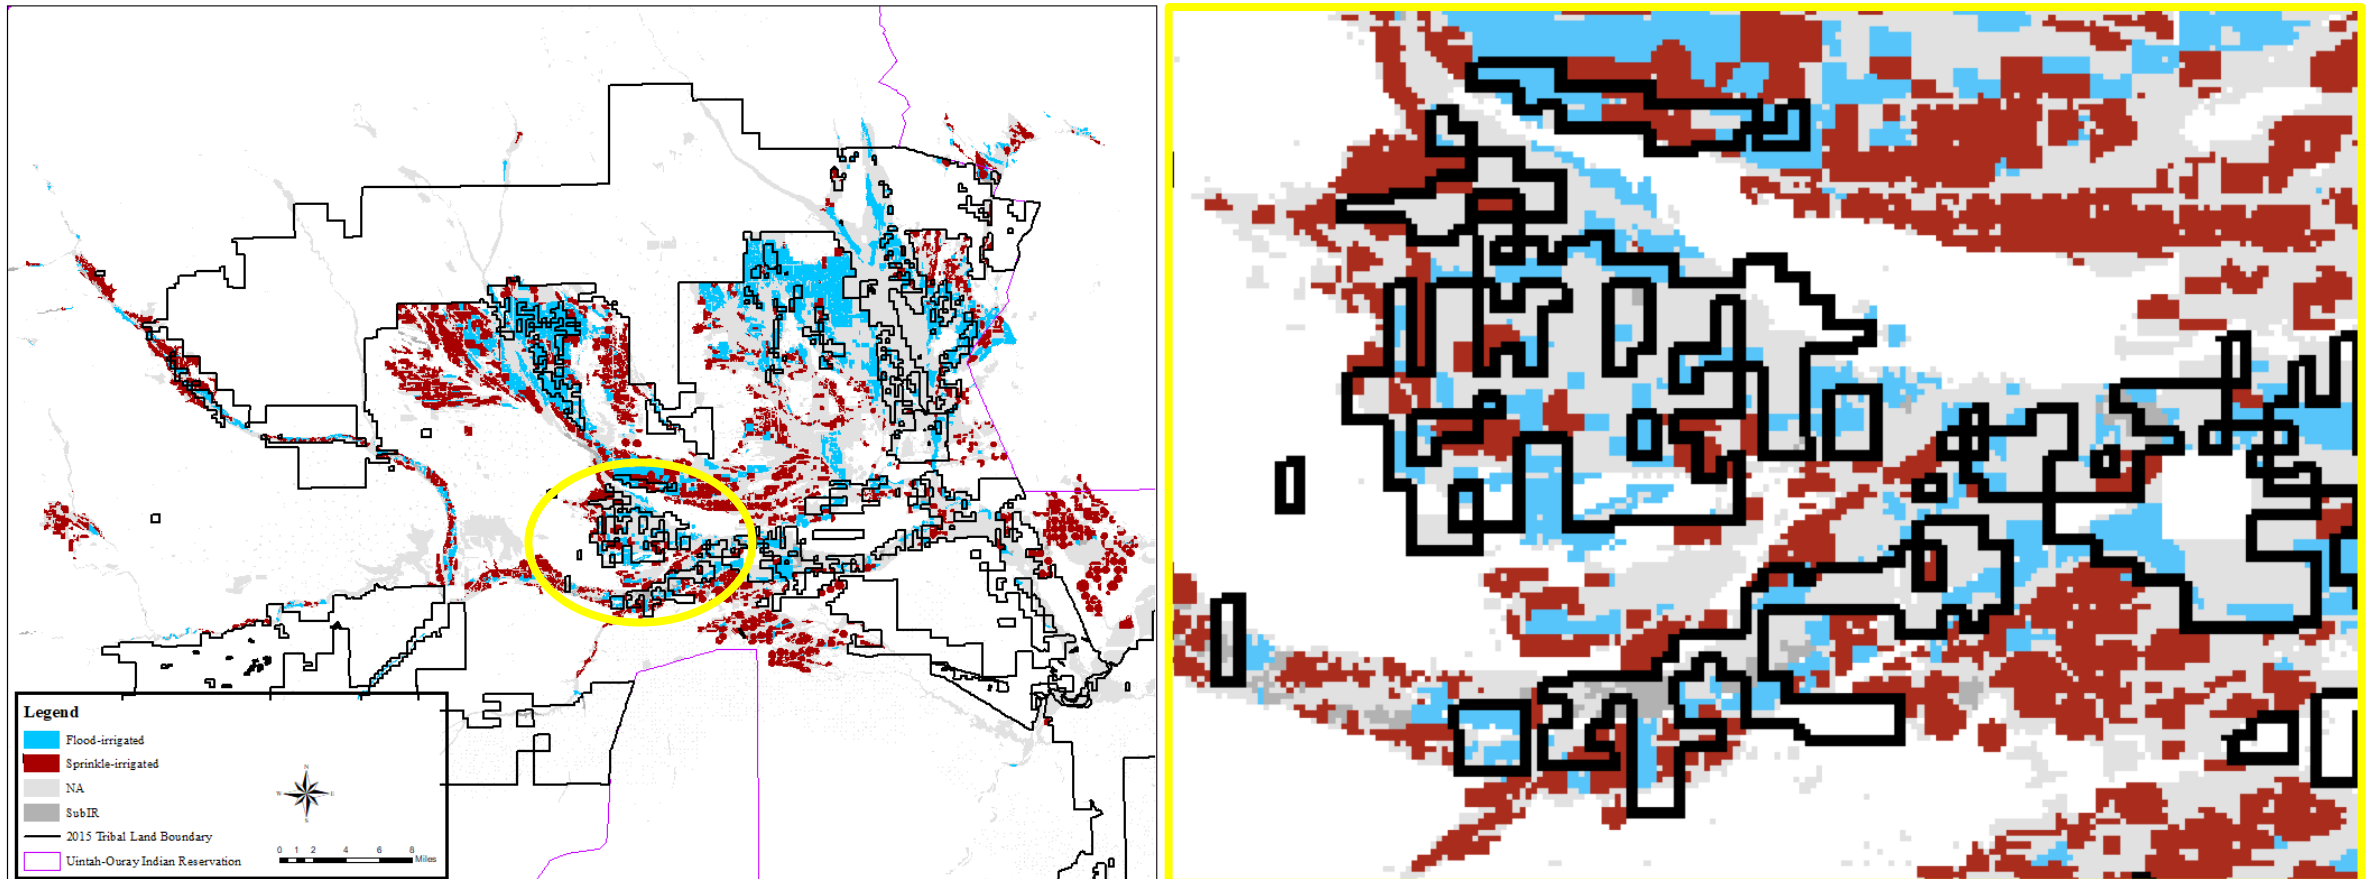 Legend
Flood-irrigated
Sprinkle-irrigated
NA
SubIR
2015 Tribal Land Boundary
Uintah-Ouray Indian Reservation
N
W
E
S
0 1 2 4 6 8
Miles